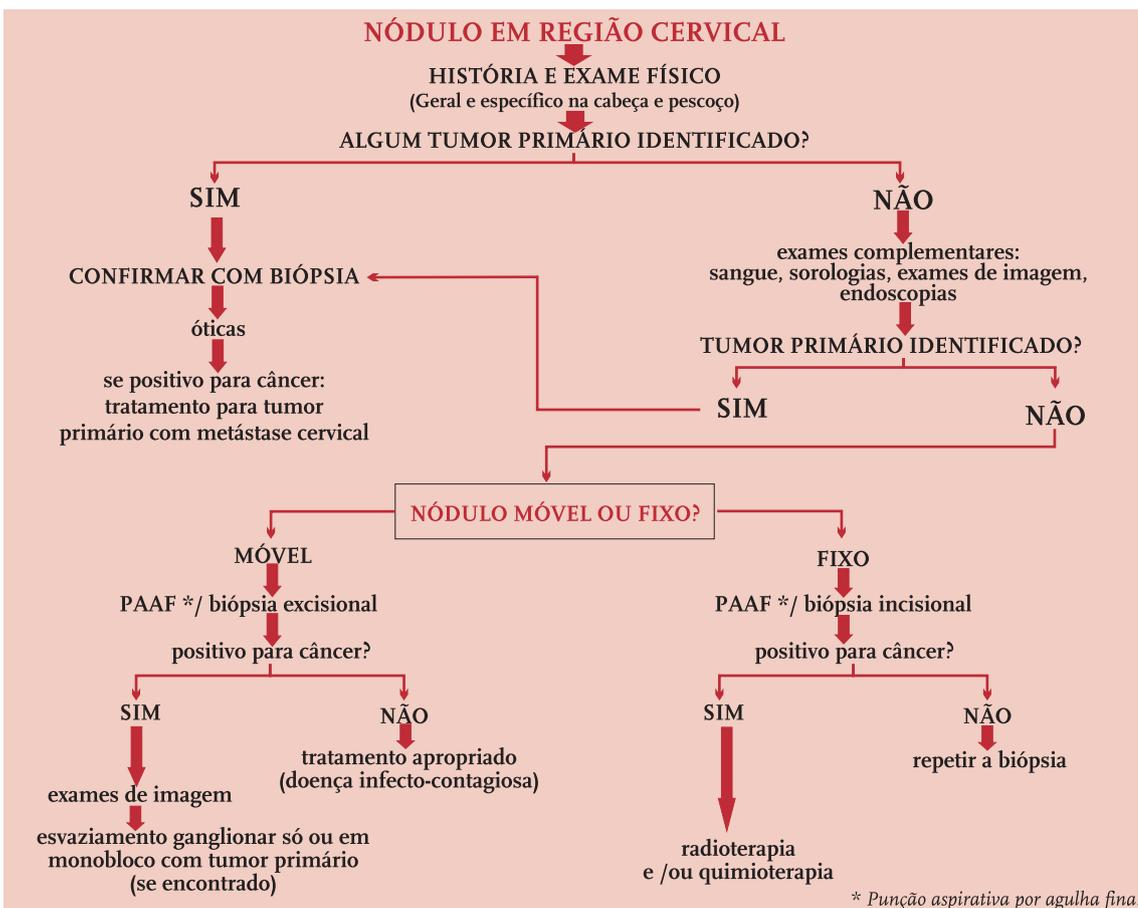 NÓDULO EM REGIÃO CERVICAL
HISTÓRIA E EXAME FÍSICO
(Geral e específico na cabeça e pescoço)
ALGUM TUMOR PRIMÁRIO IDENTIFICADO?
SIM
CONFIRMAR COM BIÓPSIA
óticas
se positivo para câncer:
tratamento para tumor
primário com metástase cervical
NÃO
exames complementares:
sangue, sorologias, exames de imagem,
endoscopias
TUMOR PRIMÁRIO IDENTIFICADO?
SIM
NÃO
NÓDULO MÓVEL OU FIXO?
MÓVEL
PAAF */ biópsia excisional
positivo para câncer?
SIM
exames de imagem
esvaziamento ganglionar só ou em
monobloco com tumor primário
(se encontrado)
NÃO
tratamento apropriado
(doença infecto-contagiosa)
FIXO
PAAF */ biópsia incisional
positivo para câncer?
SIM
radioterapia
e /ou quimioterapia
NÃO
repetir a biópsia
* Punção aspirativa por agulha fina